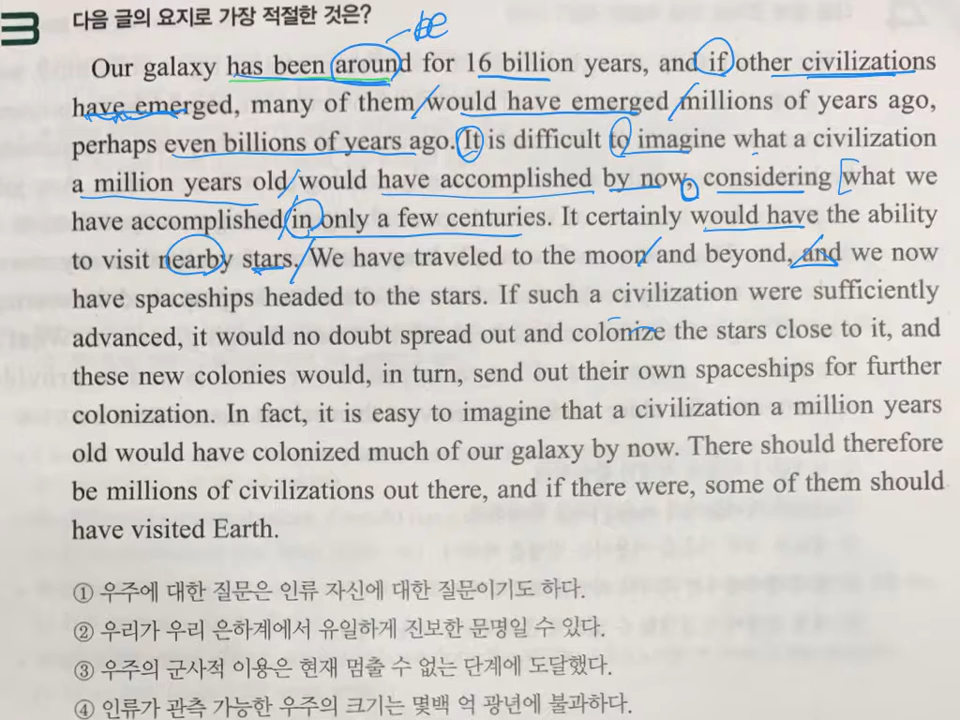 3
다음 글의 요지로 가장 적절한 것은?
be
Our galaxy has been around for 16 billion years, and if other civilizations
have emerged, many of them would have emerged millions of years ago,
perhaps even billions of years ago. It is difficult to imagine what a civilization
a million years old would have accomplished by now, considering what we
have accomplished in only a few centuries. It certainly would have the ability
to visit nearby stars. We have traveled to the moon and beyond, and we now
have spaceships headed to the stars. If such a civilization were sufficiently
advanced, it would no doubt spread out and colonize the stars close to it, and
these new colonies would, in turn, send out their own spaceships for further
colonization. In fact, it is easy to imagine that a civilization a million years
old would have colonized much of our galaxy by now. There should therefore
be millions of civilizations out there, and if there were, some of them should
have visited Earth.
① 우주에 대한 질문은 인류 자신에 대한 질문이기도 하다.
② 우리가 우리 은하계에서 유일하게 진보한 문명일 수 있다.
③ 우주의 군사적 이용은 현재 멈출 수 없는 단계에 도달했다.
④ 인류가 관측 가능한 우주의 크기는 몇백 억 광년에 불과하다.